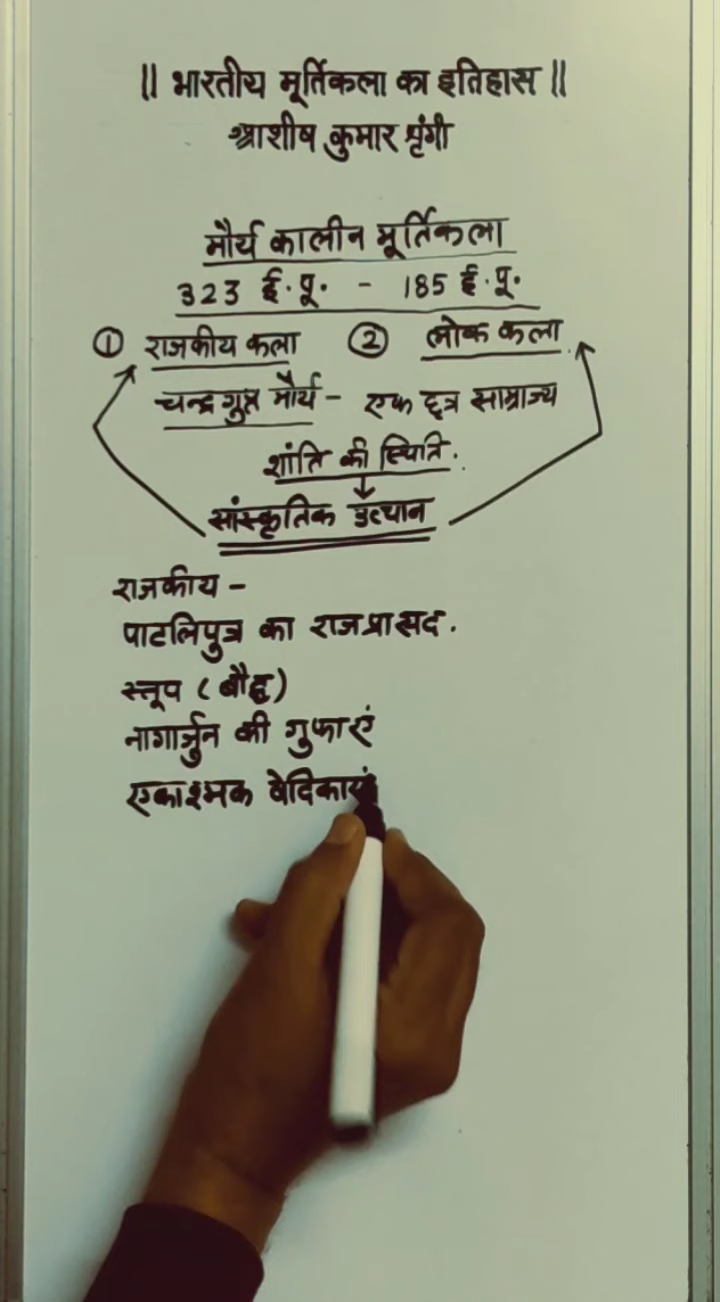 || भारतीय मूर्तिकला का इतिहास ||
आशीष कुमार श्रृंगी
मौर्य कालीन मूर्तिकला
323 ई.पू. - 185 ई.पू.
① राजकीय कला ② लोक कला
चन्द्रगुप्त मौर्य - एक छत्र साम्राज्य
शांति की स्थिति.
सांस्कृतिक उत्थान
राजकीय -
पाटलिपुत्र का राजप्रासद.
स्तूप (बौद्ध)
नागार्जुन की गुफाएं
एकाश्मक वेदिकाएं